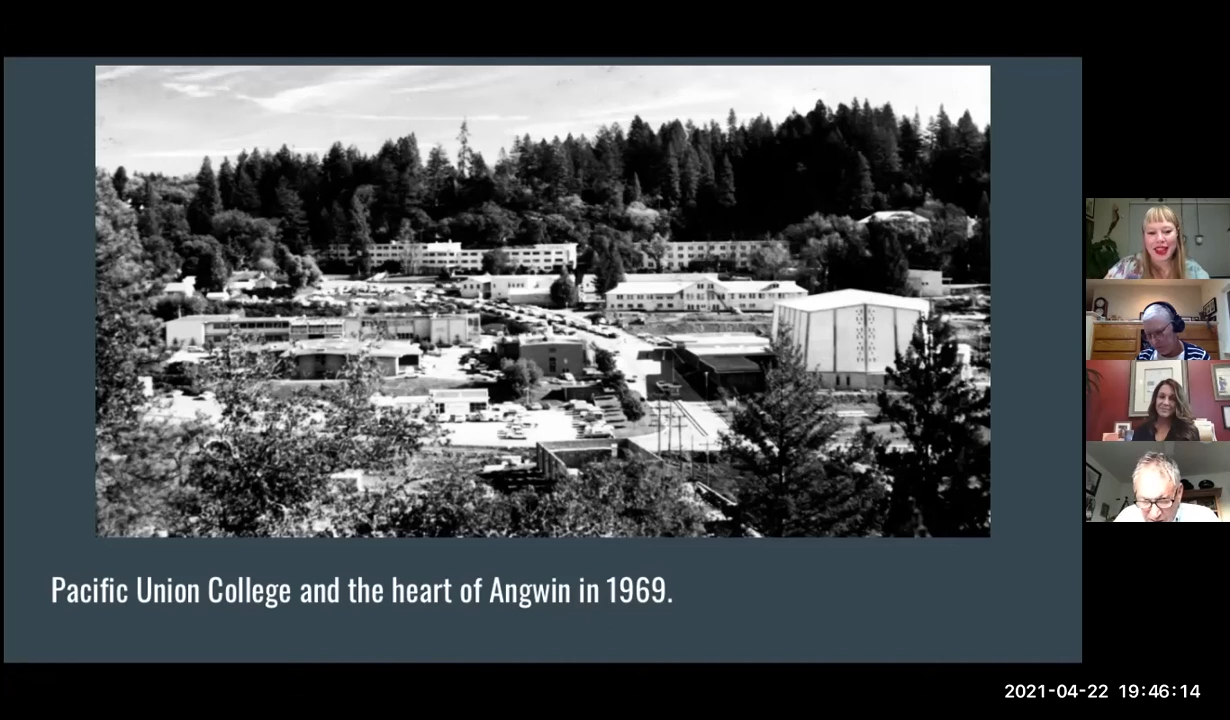 Pacific Union College and the heart of Angwin in 1969.
2021-04-22 19:46:14